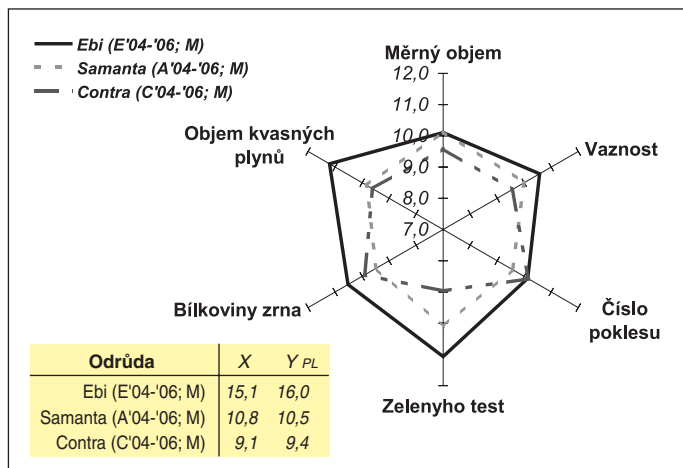 Ebi (E'04-'06; M)
Samanta (A'04-'06; M)
Contra (C'04-'06; M)
Měrný objem
12,0
11,0
10,0
9,0
8,0
7,0
Objem kvasných
plynů
Vaznost
Bílkoviny zrna
Číslo
poklesu
Zelenyho test
Odrůda X Y PL
Ebi (E'04-'06; M) 15,1 16,0
Samanta (A'04-'06; M) 10,8 10,5
Contra (C'04-'06; M) 9,1 9,4